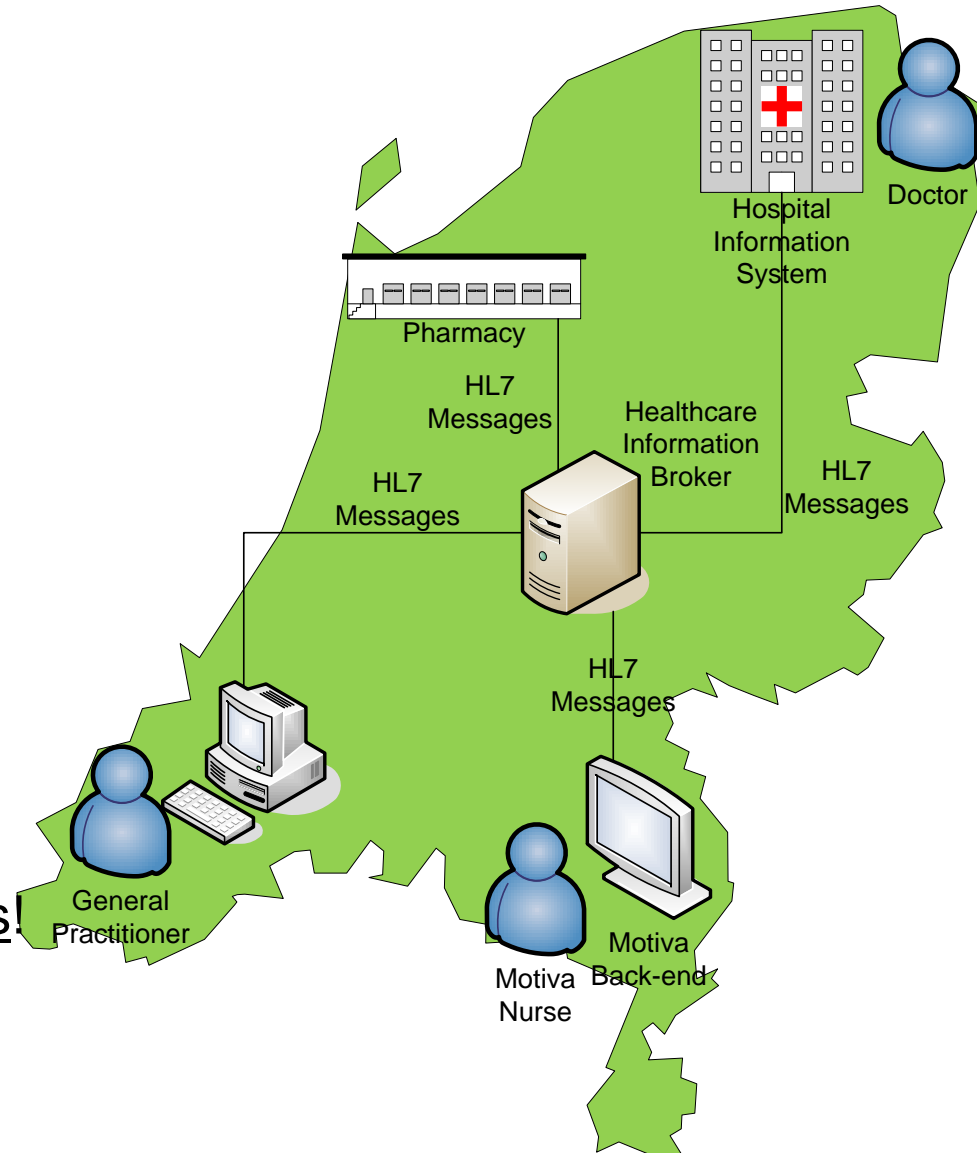 Doctor
Hospital
Information
System
Pharmacy
HL7
Messages
Healthcare
Information
Broker
HL7
Messages
HL7
Messages
HL7
Messages
s!
General
Practitioner
Motiva
Back-end
Motiva
Nurse